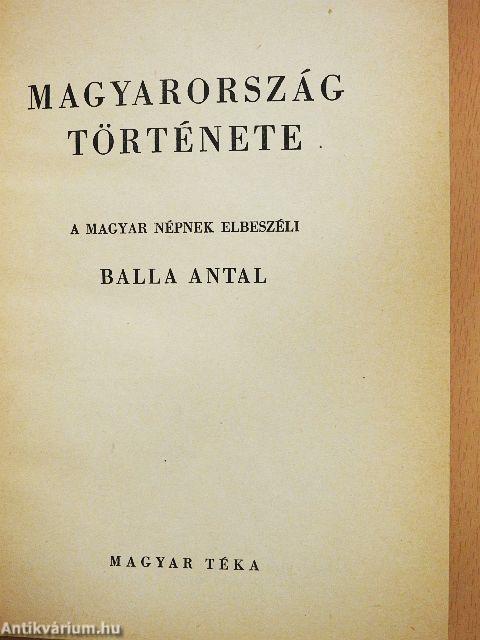 MAGYARORSZÁG
TÖRTÉNETE
A MAGYAR NÉPNEK ELBESZÉLI
BALLA ANTAL
MAGYAR TÉKA
Antikvárium.hu